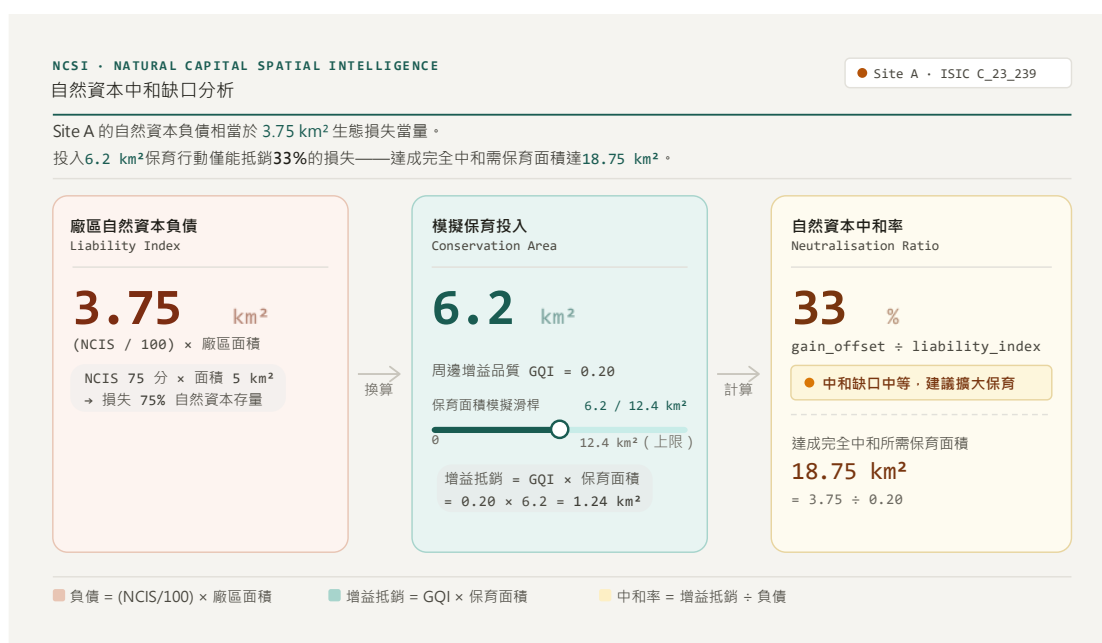 NCSI · NATURAL CAPITAL SPATIAL INTELLIGENCE
自然資本中和缺口分析
Site A · ISIC C_23_239
Site A 的自然資本負債相當於 3.75 km² 生態損失當量。
投入6.2 km²保育行動僅能抵銷33%的損失——達成完全中和需保育面積達18.75 km²。
廠區自然資本負債
Liability Index
3.75 km²
(NCIS / 100) × 廠區面積
NCIS 75 分 × 面積 5 km²
→ 損失 75% 自然資本存量
換算
模擬保育投入
Conservation Area
6.2 km²
周邊增益品質 GQI = 0.20
保育面積模擬滑桿 6.2 / 12.4 km²
0 12.4 km² ( 上限 )
增益抵銷 = GQI × 保育面積
= 0.20 × 6.2 = 1.24 km²
計算
自然資本中和率
Neutralisation Ratio
33 %
gain_offset ÷ liability_index
中和缺口中等 · 建議擴大保育
達成完全中和所需保育面積
18.75 km²
= 3.75 ÷ 0.20
負債 = (NCIS/100) × 廠區面積
增益抵銷 = GQI × 保育面積
中和率 = 增益抵銷 ÷ 負債